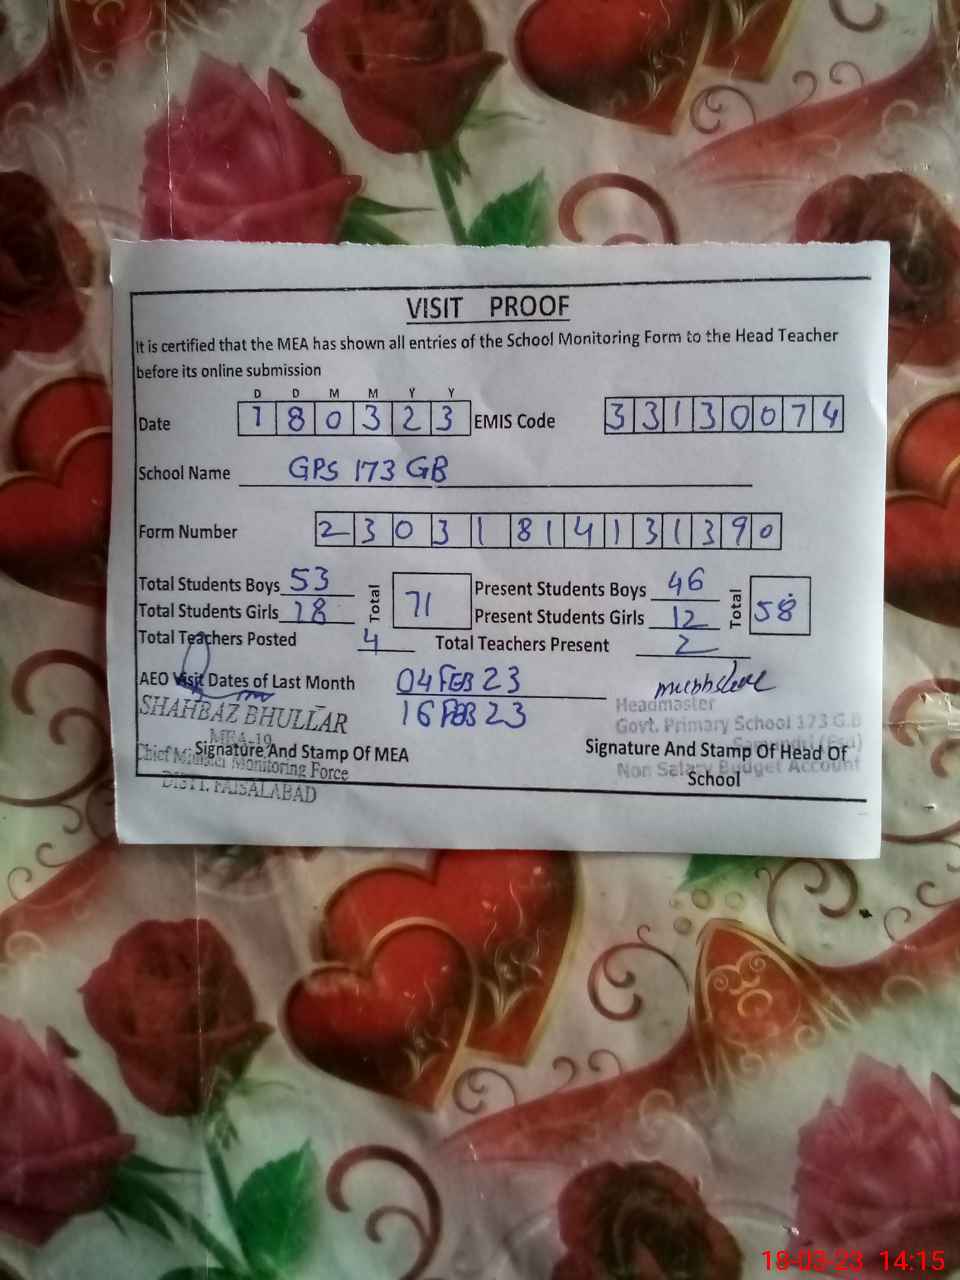 VISIT PROOF
It is certified that the MEA has shown all entries of the School Monitoring Form to the Head Teacher
before its online submission
D D M M Y Y
Date 1 8 0 3 2 3 EMIS Code 3 3 1 3 0 0 7 4
School Name GPS 173 GB
Form Number 2 3 0 3 1 8 1 4 1 3 1 3 9 0
Total Students Boys 53 Total 71 Present Students Boys 46 Total 58
Total Students Girls 18 Present Students Girls 12
Total Teachers Posted 4 Total Teachers Present 2
AEO Visit Dates of Last Month 04 FEB 23
16 FEB 23
SHAHBAZ BHULLAR
MEA-19
Chief Minister Monitoring Force
DISTT. FAISALABAD
Signature And Stamp Of MEA
Headmaster
Govt. Primary School 173 G.B
Samundri (Fsd)
Non Salary Budget Account
Signature And Stamp Of Head Of
School
18-03-23 14:15